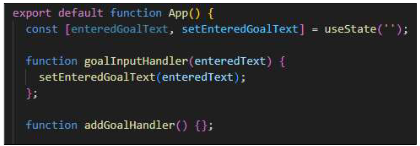 export default function App() {
const [enteredGoalText, setEnteredGoalText] = useState('');
function goalInputHandler(enteredText) {
setEnteredGoalText(enteredText);
};
function addGoalHandler() {};